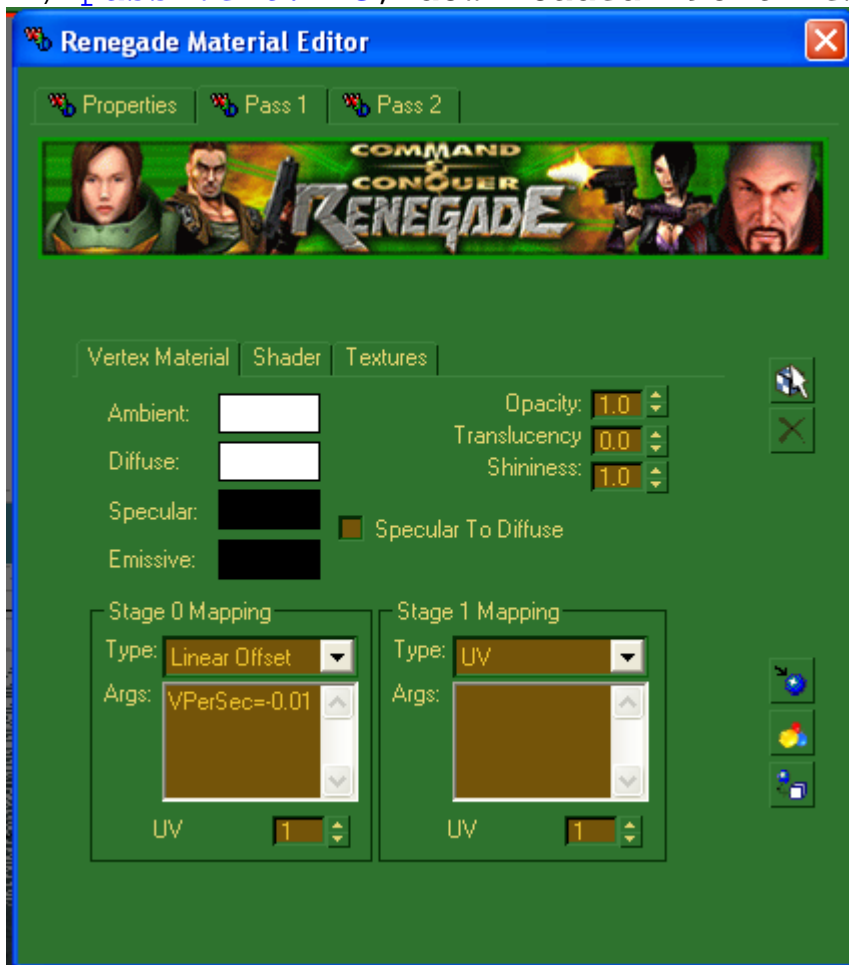 Renegade Material Editor
Properties Pass 1 Pass 2
COMMAND
&
CONQUER
RENEGADE
Vertex Material Shader Textures
Ambient: Opacity: 1.0
Translucency 0.0
Diffuse: Shininess: 1.0
Specular:
Specular To Diffuse
Emissive:
Stage 0 Mapping Stage 1 Mapping
Type: Linear Offset Type: UV
Args: VPerSec=-0.01 Args:
UV 1 UV 1